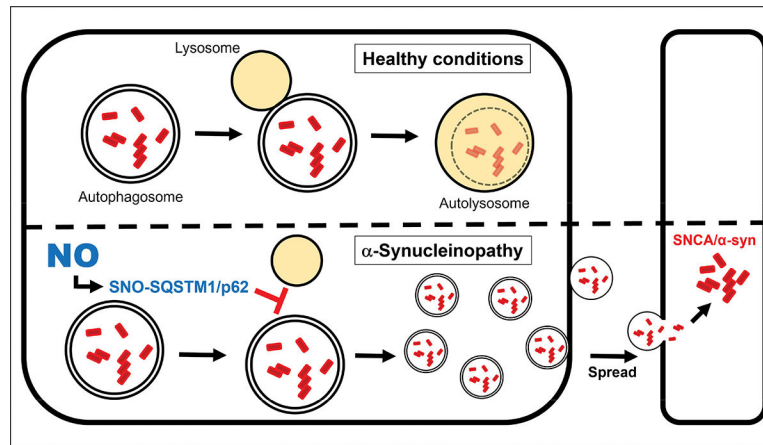 Lysosome
Healthy conditions
Autophagosome
Autolysosome
NO
SNO-SQSTM1/p62
α-Synucleinopathy
SNCA/α-syn
Spread